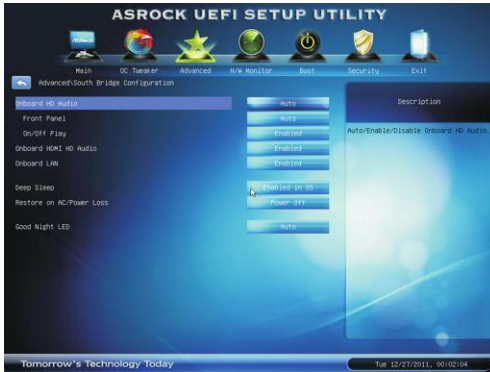 ASROCK UEFI SETUP UTILITY
Main OC Tweaker Advanced H/W Monitor Boot Security Exit
Advanced\South Bridge Configuration
Description
Onboard HD Audio Auto
Auto/Enable/Disable Onboard HD Audio.
Front Panel Auto
On/Off Play Enabled
Onboard HDMI HD Audio Enabled
Onboard LAN Enabled
Deep Sleep Enabled in S5
Restore on AC/Power Loss Power Off
Good Night LED Auto
Tomorrow's Technology Today
Tue 12/27/2011, 00:02:04